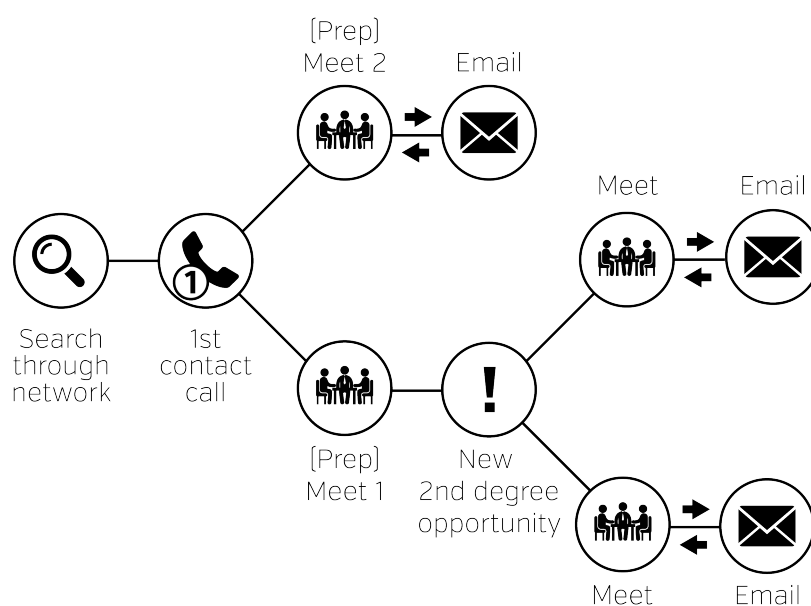 [Prep]
Meet 2
Email
Meet
Email
1
Search
through
network
1st
contact
call
[Prep]
Meet 1
!
New
2nd degree
opportunity
Meet
Email